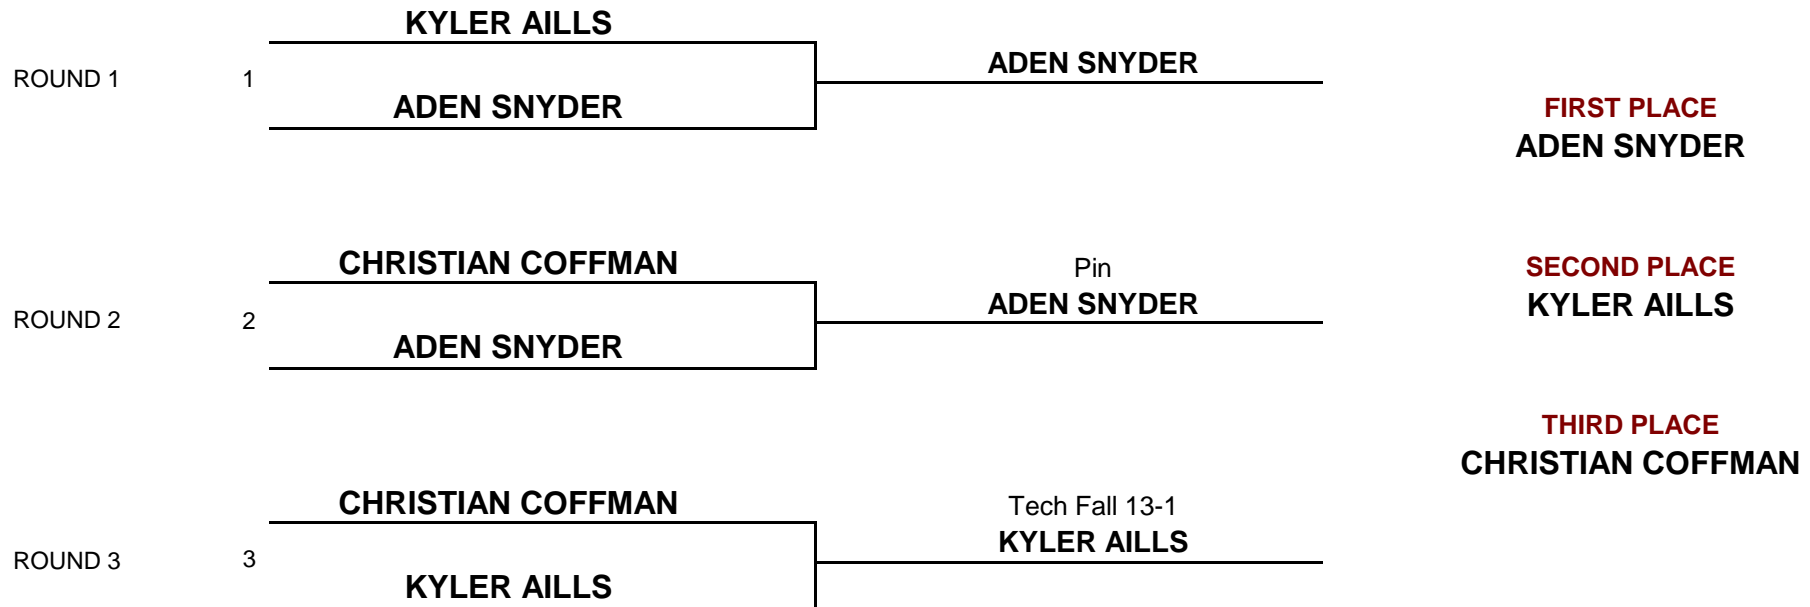 KYLER AILLS
ROUND 1
1
ADEN SNYDER
ADEN SNYDER
FIRST PLACE
ADEN SNYDER
CHRISTIAN COFFMAN
ROUND 2
2
ADEN SNYDER
Pin
ADEN SNYDER
SECOND PLACE
KYLER AILLS
THIRD PLACE
CHRISTIAN COFFMAN
CHRISTIAN COFFMAN
ROUND 3
3
KYLER AILLS
Tech Fall 13-1
KYLER AILLS